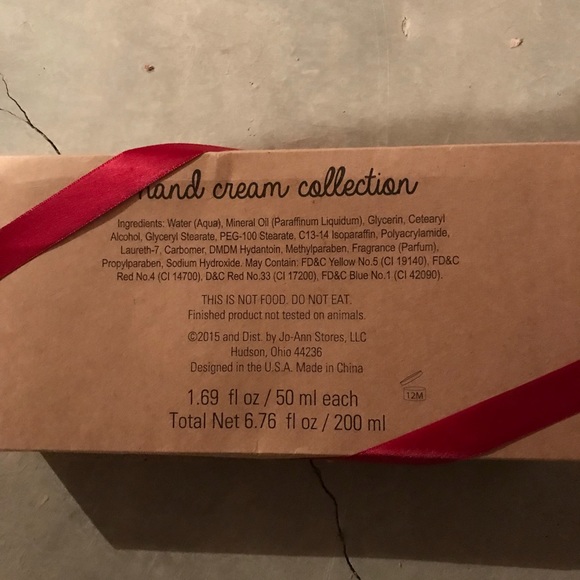 hand cream collection
Ingredients: Water (Aqua), Mineral Oil (Paraffinum Liquidum), Glycerin, Cetearyl
Alcohol, Glyceryl Stearate, PEG-100 Stearate, C13-14 Isoparaffin, Polyacrylamide,
Laureth-7, Carbomer, DMDM Hydantoin, Methylparaben, Fragrance (Parfum),
Propylparaben, Sodium Hydroxide. May Contain: FD&C Yellow No.5 (CI 19140), FD&C
Red No.4 (CI 14700), D&C Red No.33 (CI 17200), FD&C Blue No.1 (CI 42090).
THIS IS NOT FOOD. DO NOT EAT.
Finished product not tested on animals.
©2015 and Dist. by Jo-Ann Stores, LLC
Hudson, Ohio 44236
Designed in the U.S.A. Made in China
12M
1.69 fl oz / 50 ml each
Total Net 6.76 fl oz / 200 ml